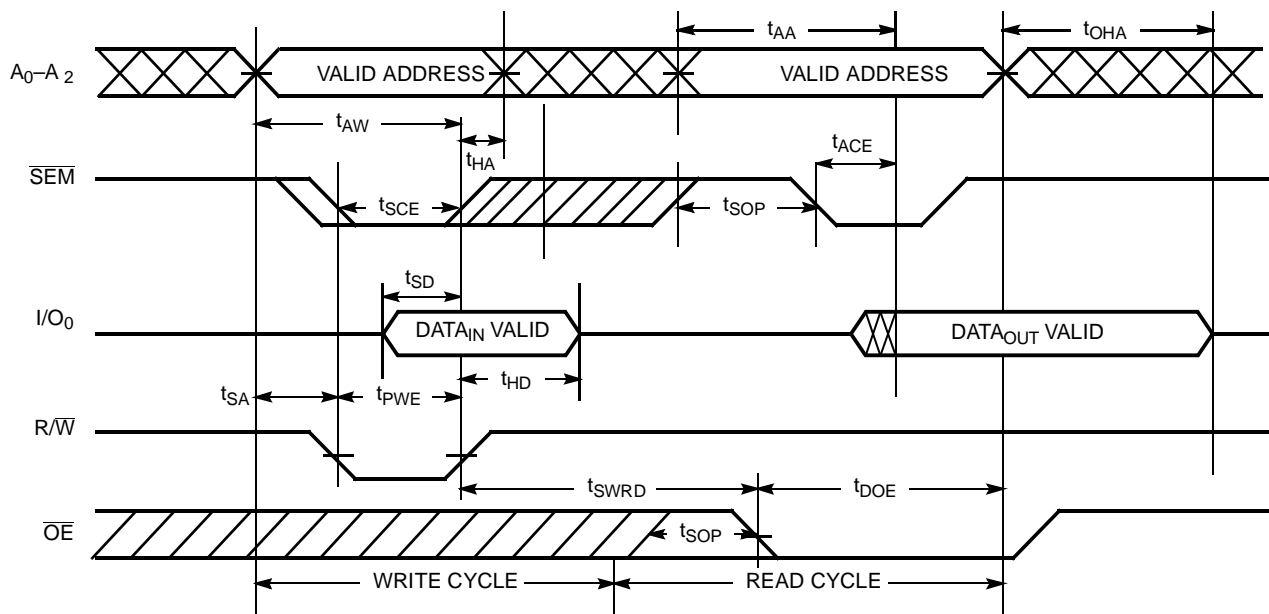 tAA
tOHA
A0–A 2
VALID ADDRESS
VALID ADDRESS
tAW
tHA
tACE
SEM
tSCE
tSOP
tSD
I/O0
DATAIN VALID
DATAOUT VALID
tSA
tPWE
tHD
R/W
tSWRD
tDOE
OE
tSOP
WRITE CYCLE
READ CYCLE